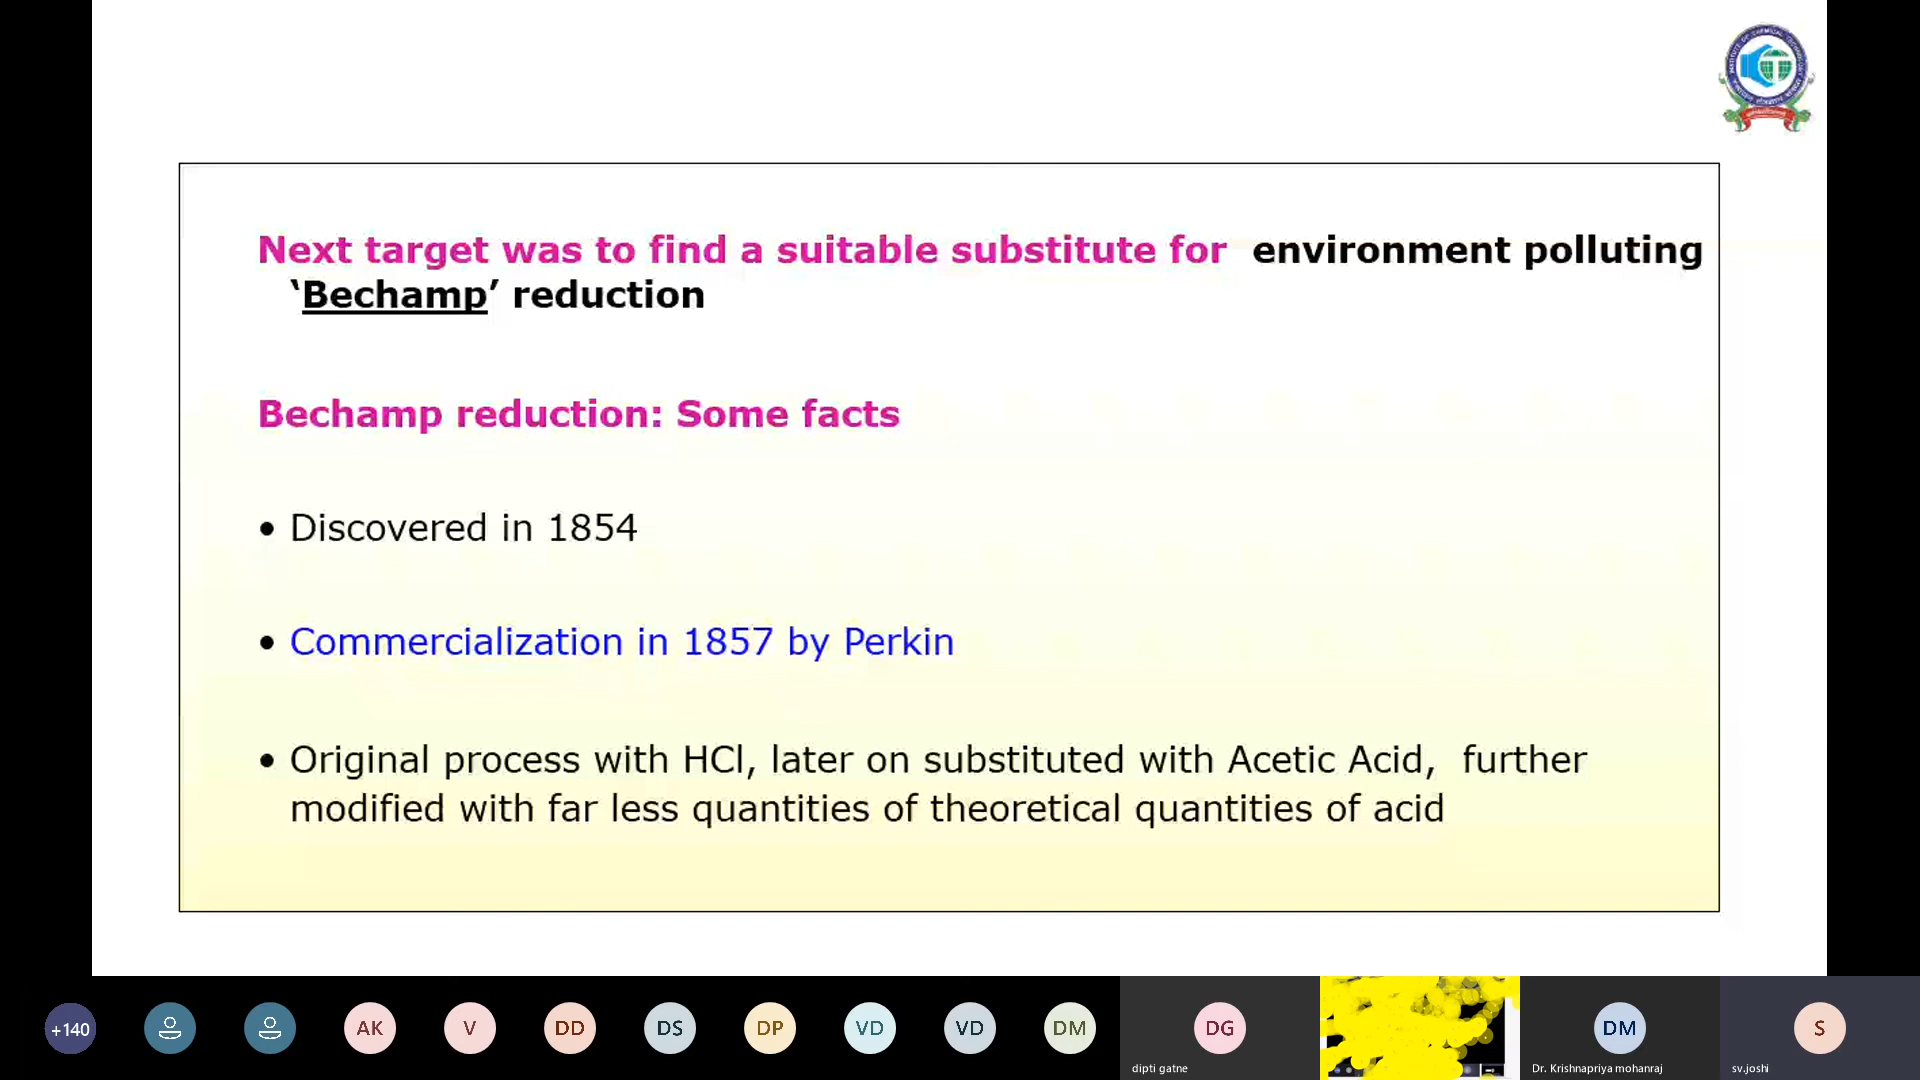 Next target was to find a suitable substitute for environment polluting
‘Bechamp’ reduction
Bechamp reduction: Some facts
• Discovered in 1854
• Commercialization in 1857 by Perkin
• Original process with HCl, later on substituted with Acetic Acid, further
modified with far less quantities of theoretical quantities of acid
+140
AK
V
DD
DS
DP
VD
VD
DM
DG
DM
S
dipti gatne
Dr. Krishnapriya mohanraj
sv.joshi